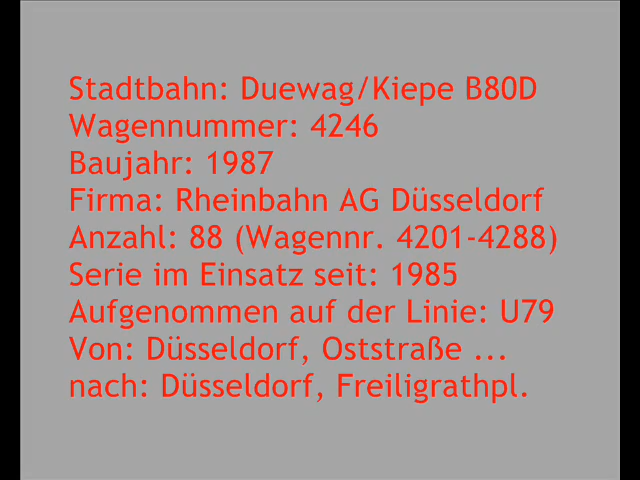 Stadtbahn: Duewag/Kiepe B80D
Wagennummer: 4246
Baujahr: 1987
Firma: Rheinbahn AG Düsseldorf
Anzahl: 88 (Wagennr. 4201-4288)
Serie im Einsatz seit: 1985
Aufgenommen auf der Linie: U79
Von: Düsseldorf, Oststraße ...
nach: Düsseldorf, Freiligrathpl.